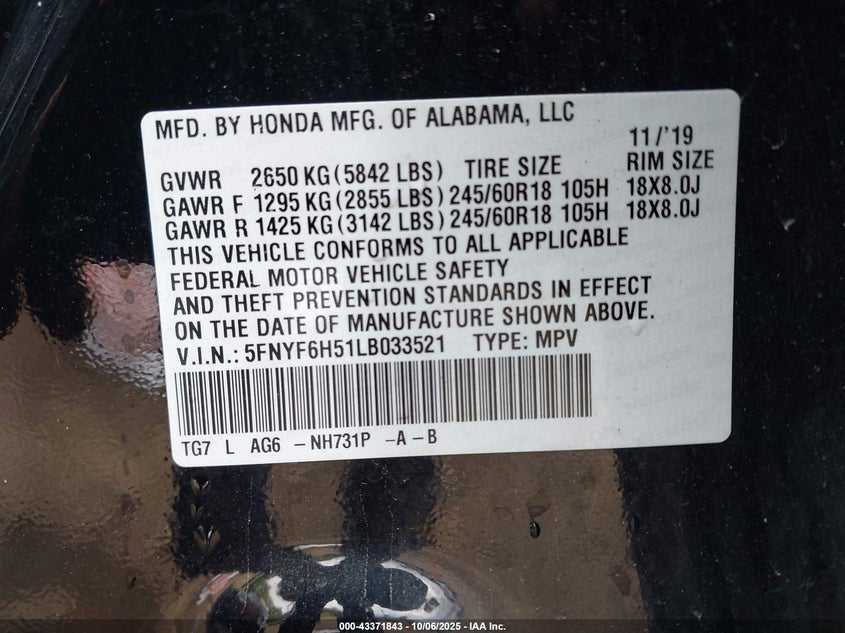 MFD. BY HONDA MFG. OF ALABAMA, LLC
11/'19
GVWR 2650 KG (5842 LBS) TIRE SIZE RIM SIZE
GAWR F 1295 KG (2855 LBS) 245/60R18 105H 18X8.0J
GAWR R 1425 KG (3142 LBS) 245/60R18 105H 18X8.0J
THIS VEHICLE CONFORMS TO ALL APPLICABLE
FEDERAL MOTOR VEHICLE SAFETY
AND THEFT PREVENTION STANDARDS IN EFFECT
ON THE DATE OF MANUFACTURE SHOWN ABOVE.
V.I.N.: 5FNYF6H51LB033521 TYPE: MPV
TG7 L AG6 -NH731P -A-B
000-43371843 - 10/06/2025 - IAA Inc.